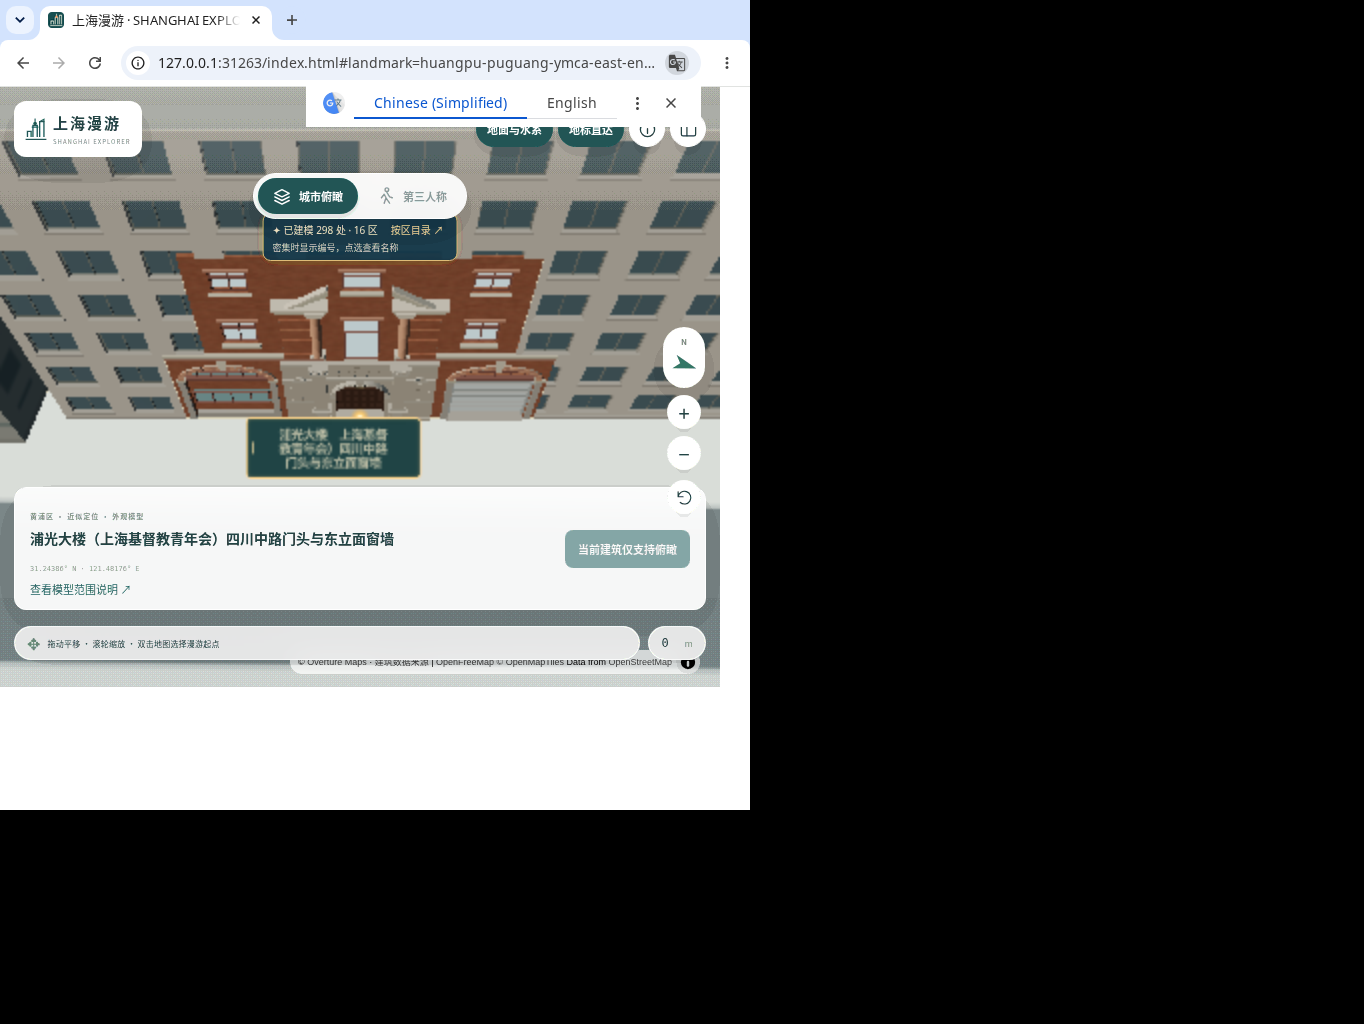 上海漫游 · SHANGHAI EXPLO
127.0.0.1:31263/index.html#landmark=huangpu-puguang-ymca-east-en...
Chinese (Simplified)
English
上海漫游
SHANGHAI EXPLORER
地面与水系
地标直达
城市俯瞰
第三人称
✦ 已建模 298 处 · 16 区 按区目录 ↗
密集时显示编号，点选查看名称
N
浦光大楼 上海基督
教青年会）四川中路
门头与东立面窗墙
黄浦区 · 近似定位 · 外观模型
浦光大楼（上海基督教青年会）四川中路门头与东立面窗墙
当前建筑仅支持俯瞰
31.24386° N · 121.48176° E
查看模型范围说明 ↗
拖动平移 · 滚轮缩放 · 双击地图选择漫游起点
0 m
© Overture Maps · 建筑数据来源 | OpenFreeMap © OpenMapTiles Data from OpenStreetMap